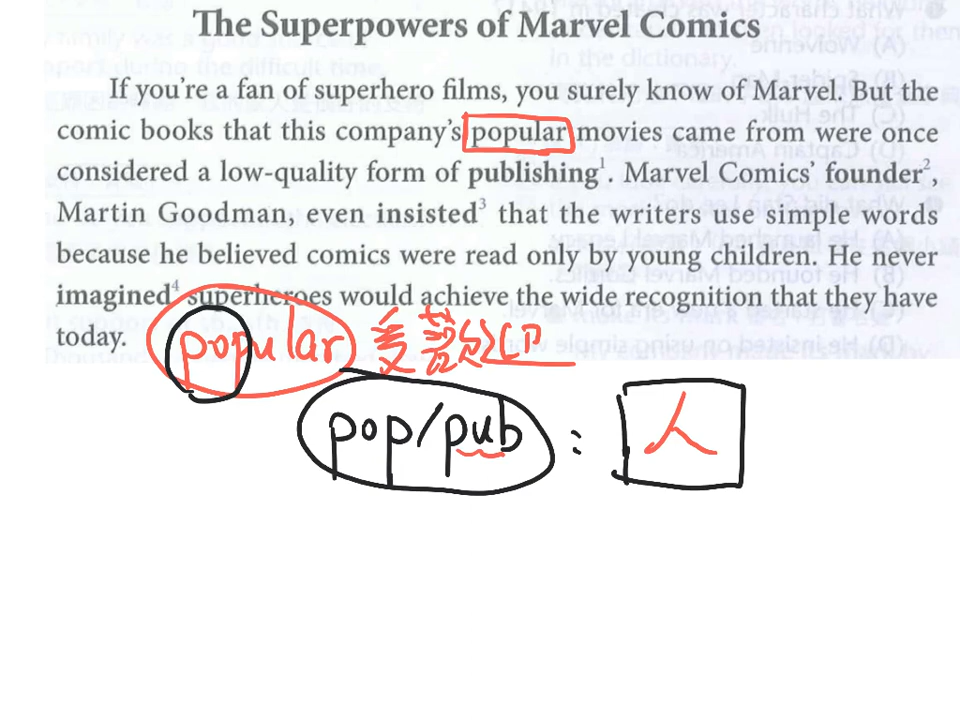 The Superpowers of Marvel Comics
If you're a fan of superhero films, you surely know of Marvel. But the
comic books that this company's popular movies came from were once
considered a low-quality form of publishing1. Marvel Comics' founder2,
Martin Goodman, even insisted3 that the writers use simple words
because he believed comics were read only by young children. He never
imagined4 superheroes would achieve the wide recognition that they have
today.
popular
pop/pub : 人